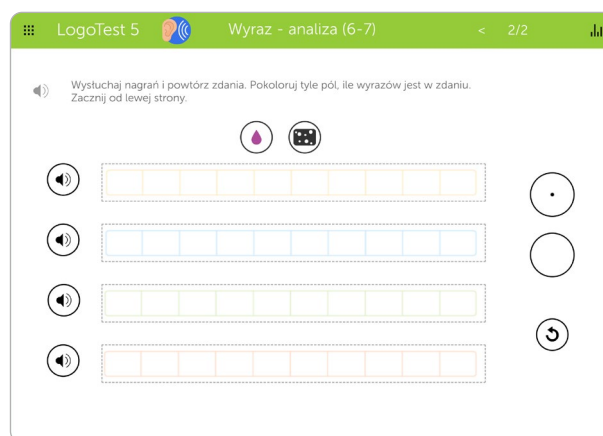 LogoTest 5 Wyraz - analiza (6-7) < 2/2
Wysłuchaj nagrań i powtórz zdania. Pokoloruj tyle pól, ile wyrazów jest w zdaniu.
Zacznij od lewej strony.